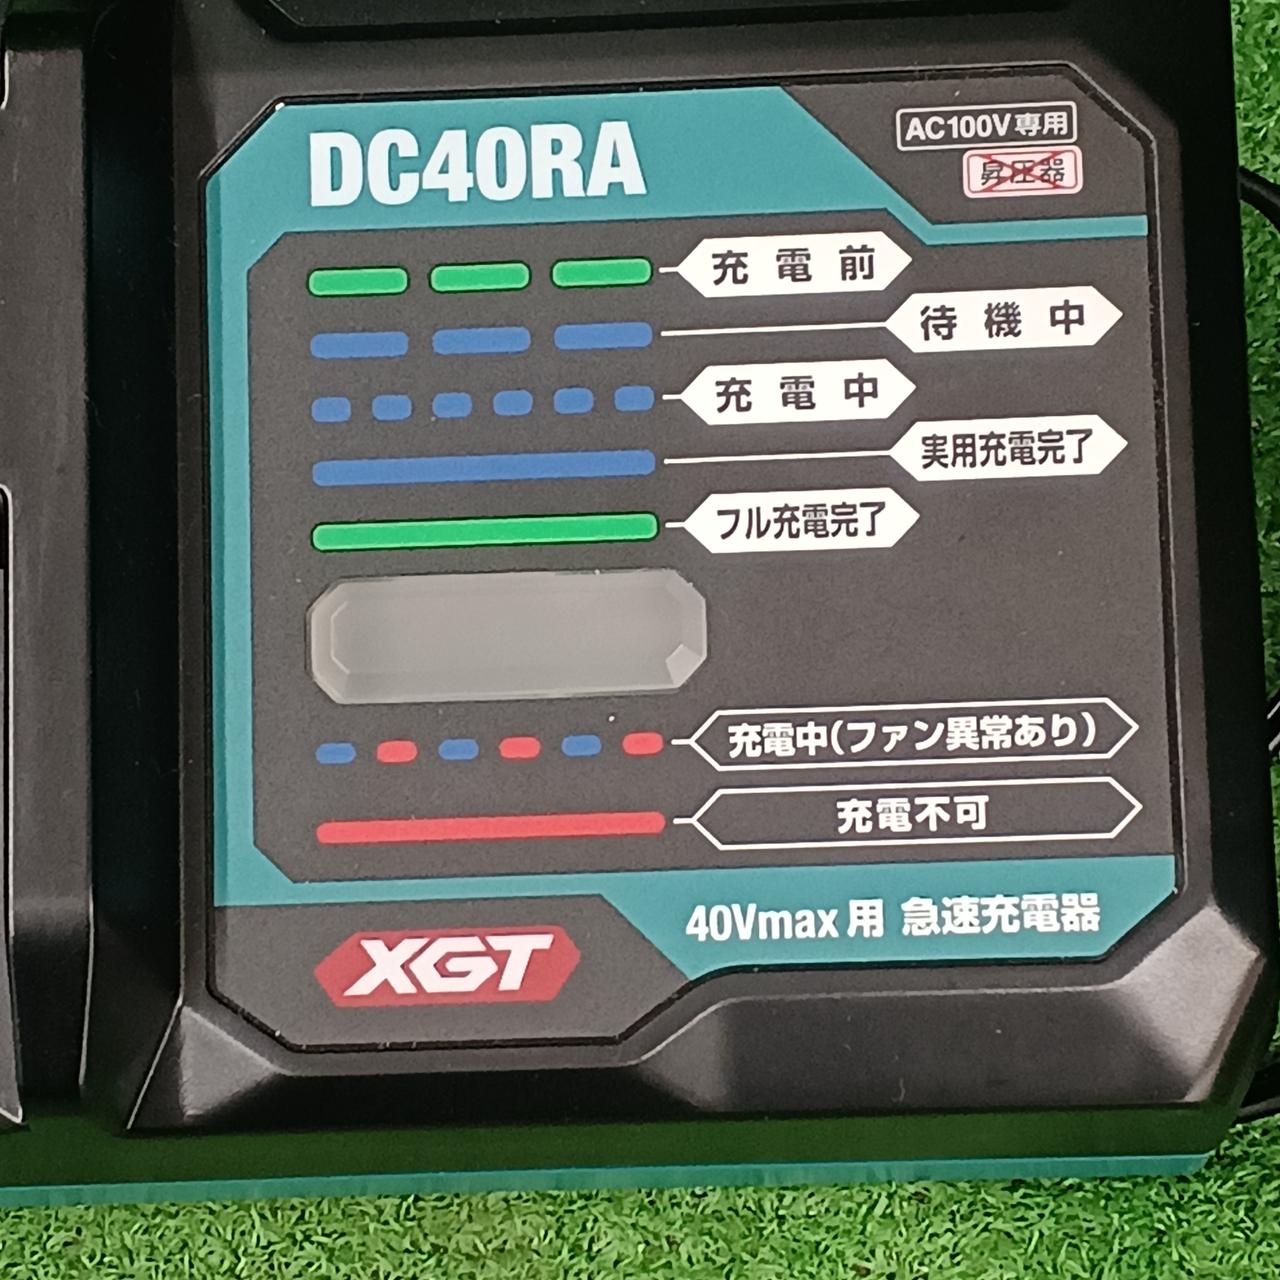 DC40RA
AC100V専用
昇圧器
充電前
待機中
充電中
実用充電完了
フル充電完了
充電中(ファン異常あり)
充電不可
40Vmax用 急速充電器
XGT